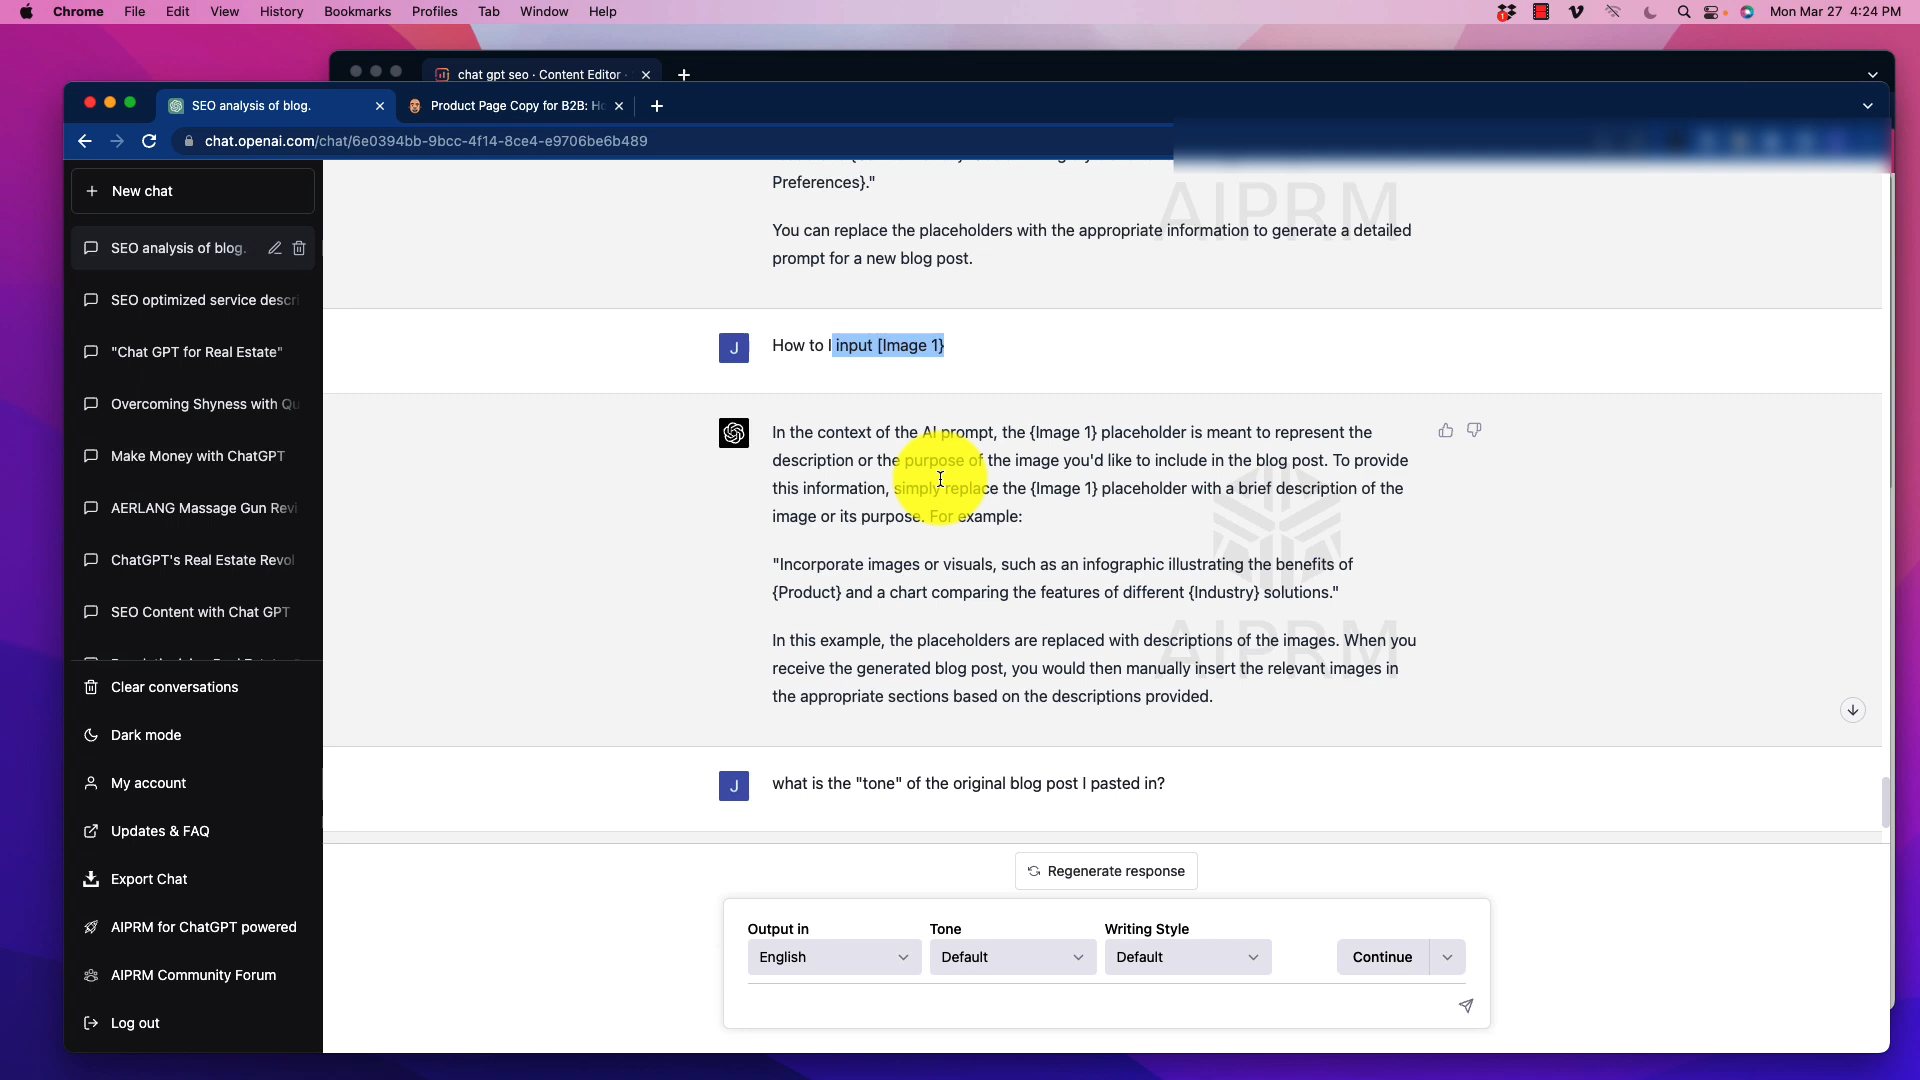 Chrome File Edit View History Bookmarks Profiles Tab Window Help
1
Mon Mar 27 4:24 PM
chat gpt seo · Content Editor ·
SEO analysis of blog.
Product Page Copy for B2B: Ho
chat.openai.com/chat/6e0394bb-9bcc-4f14-8ce4-e9706be6b489
New chat
SEO analysis of blog.
SEO optimized service descri
"Chat GPT for Real Estate"
Overcoming Shyness with Qu
Make Money with ChatGPT
AERLANG Massage Gun Revi
ChatGPT's Real Estate Revol
SEO Content with Chat GPT
Clear conversations
Dark mode
My account
Updates & FAQ
Export Chat
AIPRM for ChatGPT powered
AIPRM Community Forum
Log out
Preferences}."
AIPRM
You can replace the placeholders with the appropriate information to generate a detailed
prompt for a new blog post.
J
How to I input [Image 1}
In the context of the AI prompt, the {Image 1} placeholder is meant to represent the
description or the purpose of the image you'd like to include in the blog post. To provide
this information, simply replace the {Image 1} placeholder with a brief description of the
image or its purpose. For example:
"Incorporate images or visuals, such as an infographic illustrating the benefits of
{Product} and a chart comparing the features of different {Industry} solutions."
In this example, the placeholders are replaced with descriptions of the images. When you
receive the generated blog post, you would then manually insert the relevant images in
the appropriate sections based on the descriptions provided.
AIPRM
J
what is the "tone" of the original blog post I pasted in?
Regenerate response
Output in Tone Writing Style
English Default Default Continue